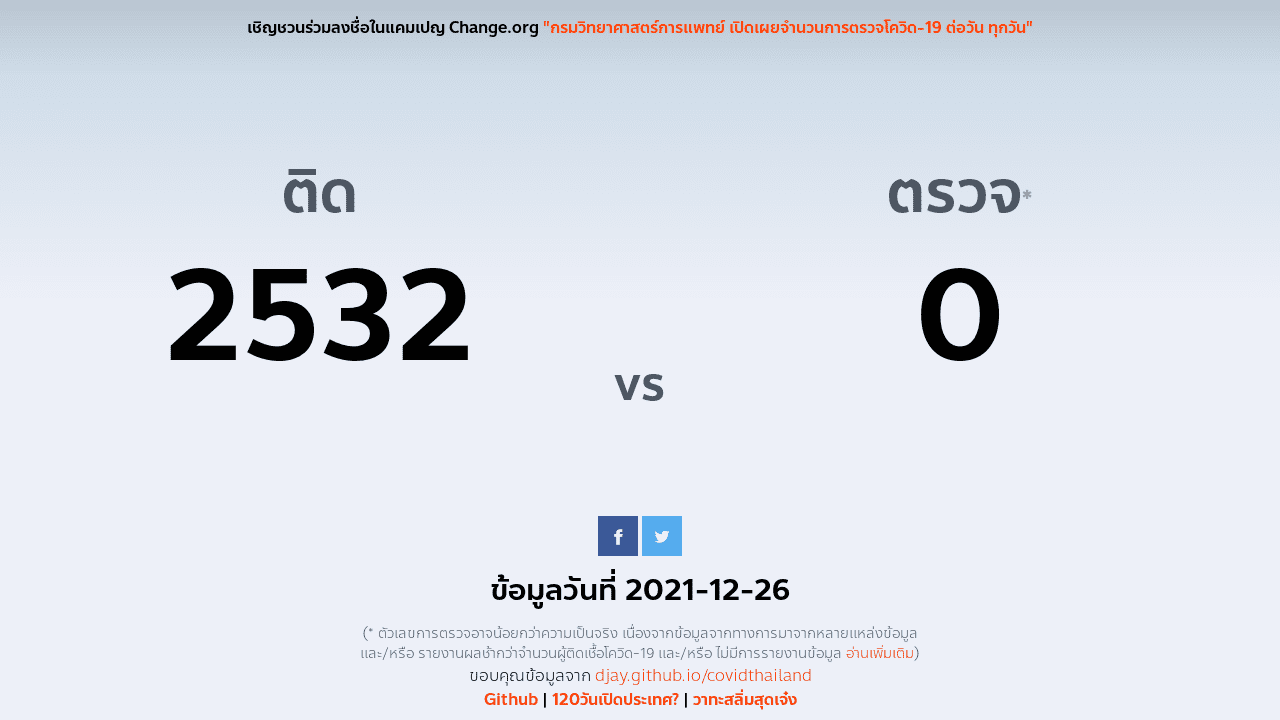 เชิญชวนร่วมลงชื่อในแคมเปญ Change.org "กรมวิทยาศาสตร์การแพทย์ เปิดเผยจำนวนการตรวจโควิด-19 ต่อวัน ทุกวัน"
ติด
2532
vs
ตรวจ*
0
ข้อมูลวันที่ 2021-12-26
(* ตัวเลขการตรวจอาจน้อยกว่าความเป็นจริง เนื่องจากข้อมูลจากทางการมาจากหลายแหล่งข้อมูล
และ/หรือ รายงานผลช้ากว่าจำนวนผู้ติดเชื้อโควิด-19 และ/หรือ ไม่มีการรายงานข้อมูล อ่านเพิ่มเติม)
ขอบคุณข้อมูลจาก djay.github.io/covidthailand
Github | 120วันเปิดประเทศ? | วาทะสลิ่มสุดเจ๋ง